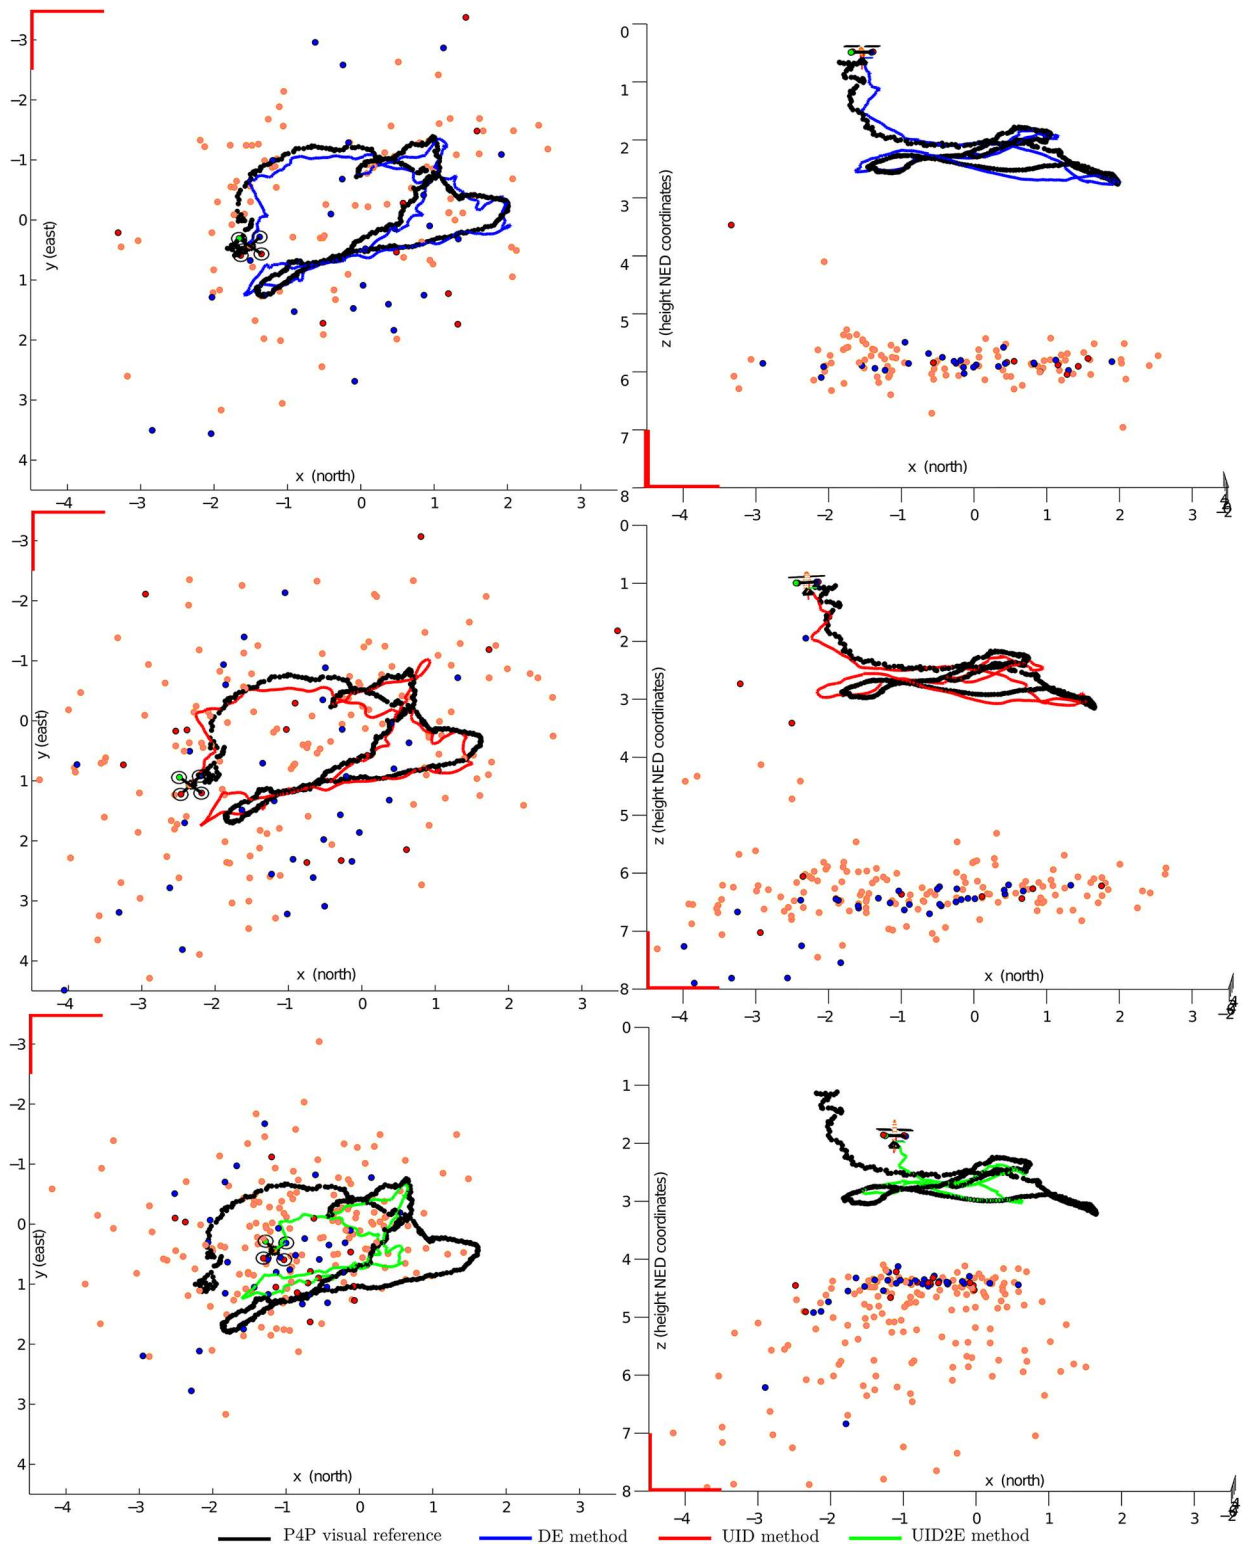 −3
−2
−1
0
1
2
3
4
y (east)
x (north)
−4 −3 −2 −1 0 1 2 3
0
1
2
3
4
5
6
7
8
z (height NED coordinates)
x (north)
−4 −3 −2 −1 0 1 2 3
−3
−2
−1
0
1
2
3
4
y (east)
x (north)
−4 −3 −2 −1 0 1 2 3
0
1
2
3
4
5
6
7
8
z (height NED coordinates)
x (north)
−4 −3 −2 −1 0 1 2 3
−3
−2
−1
0
1
2
3
4
y (east)
x (north)
−4 −3 −2 −1 0 1 2 3
0
1
2
3
4
5
6
7
8
z (height NED coordinates)
x (north)
−4 −3 −2 −1 0 1 2 3
P4P visual reference DE method UID method UID2E method